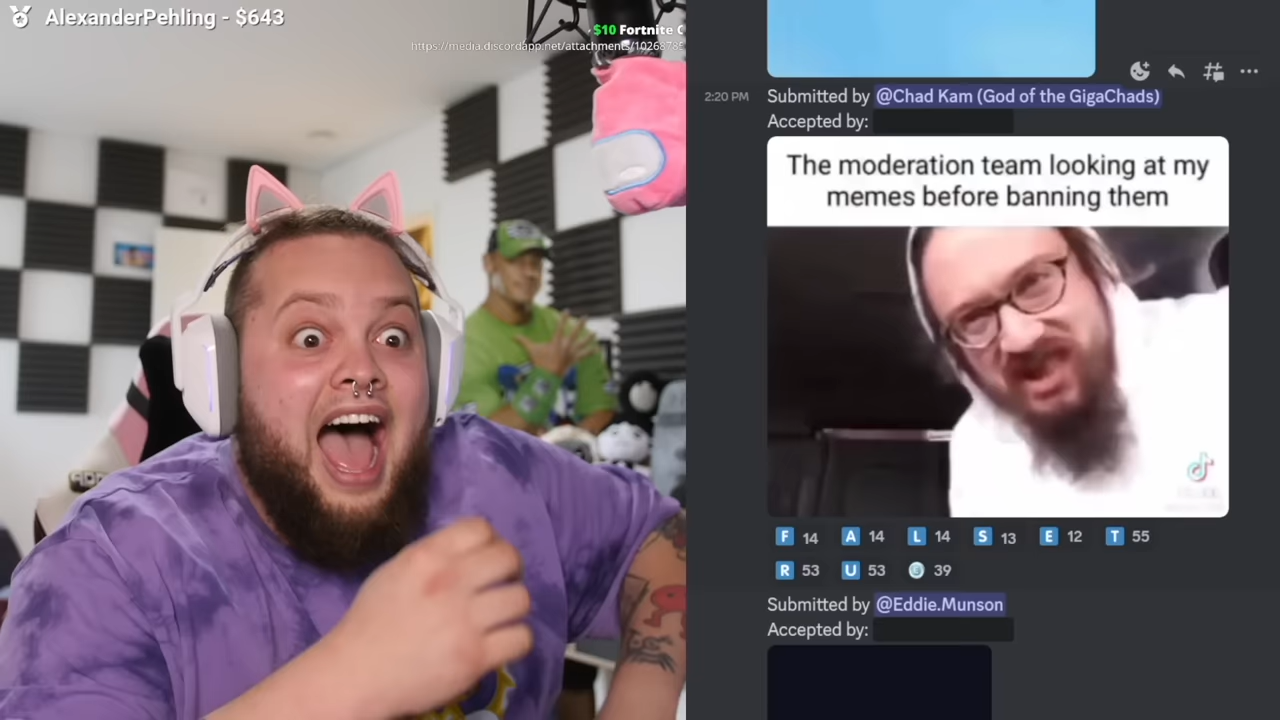 AlexanderPehling - $643
$10 Fortnite
https://media.discordapp.net/attachments/10268785
2:20 PM
Submitted by @Chad Kam (God of the GigaChads)
Accepted by:
The moderation team looking at my
memes before banning them
F 14 A 14 L 14 S 13 E 12 T 55
R 53 U 53 39
Submitted by @Eddie.Munson
Accepted by: